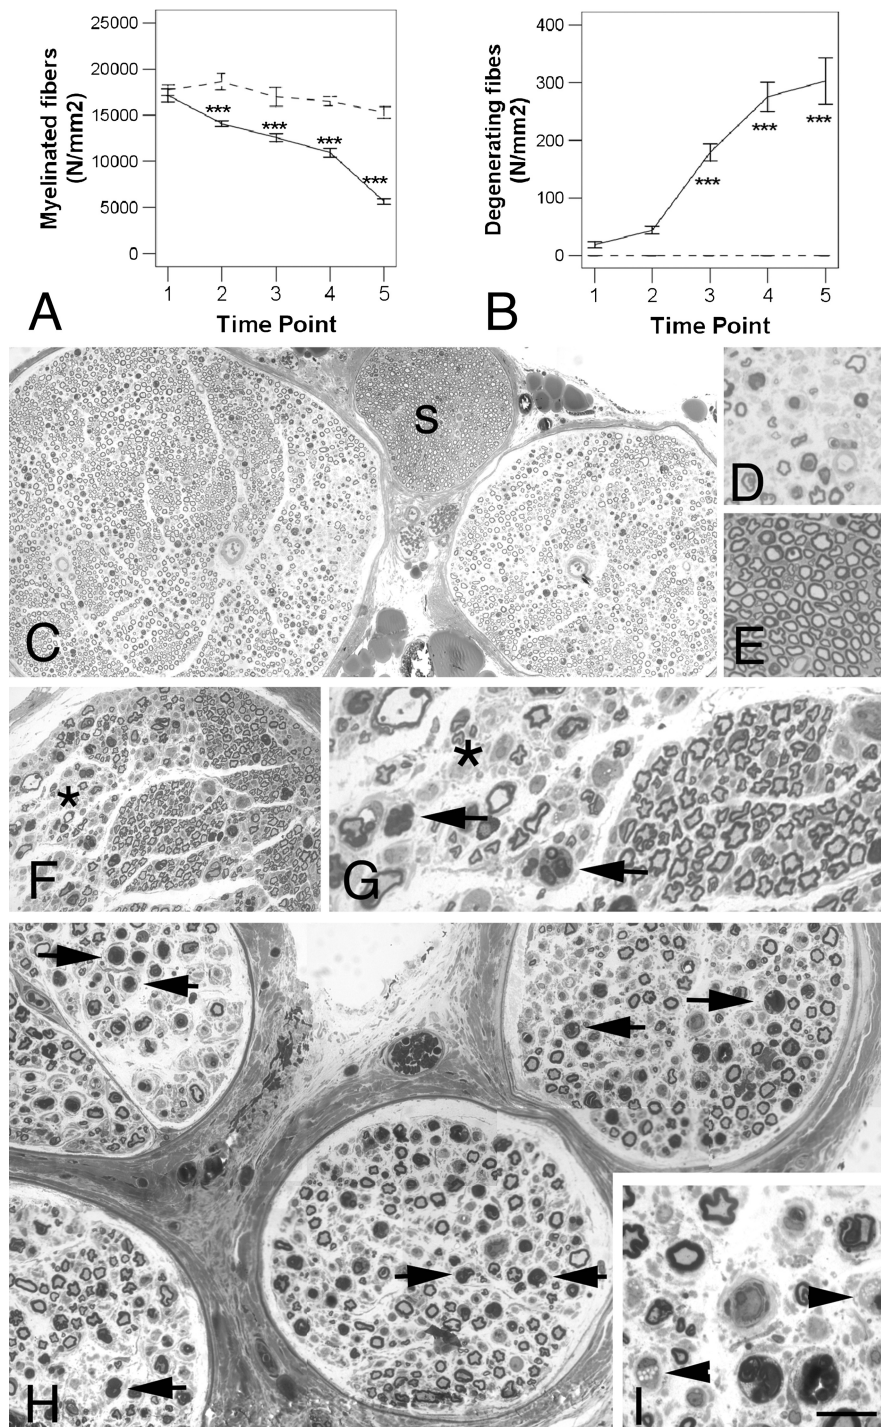 25000
20000
15000
10000
5000
0
Myelinated fibers
(N/mm2)
***
***
***
***
1 2 3 4 5
Time Point
A
400
300
200
100
0
Degenerating fibes
(N/mm2)
***
***
***
1 2 3 4 5
Time Point
B
S
C
D
E
*
F
*
G
H
I